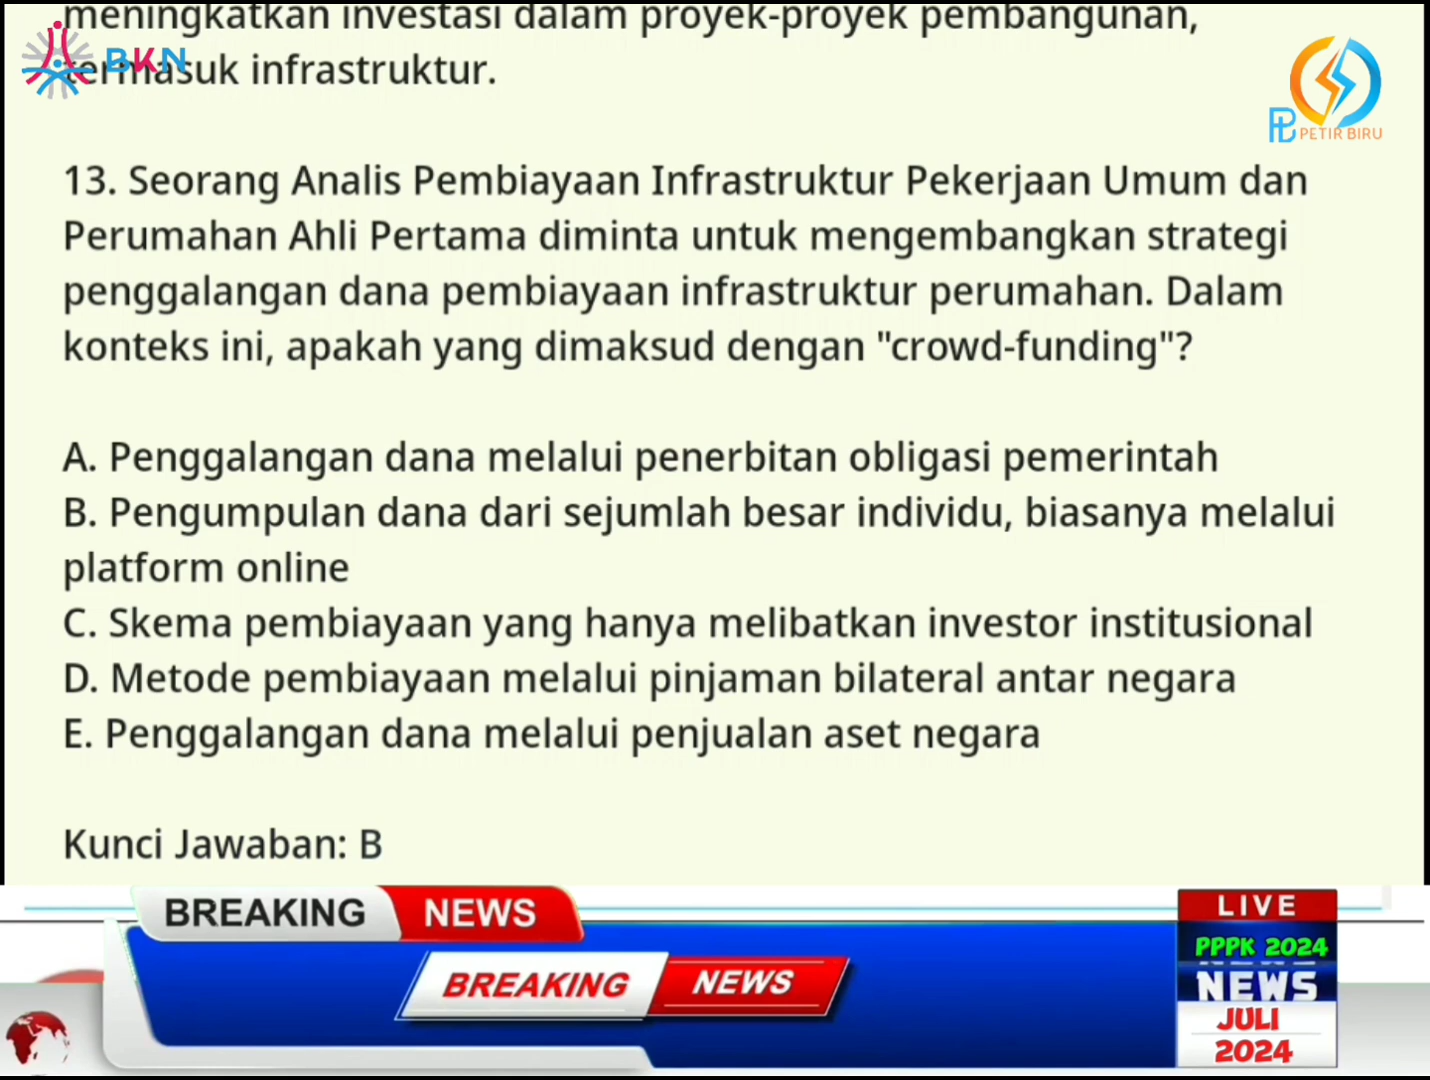 meningkatkan investasi dalam proyek-proyek pembangunan,
termasuk infrastruktur.
BKN
PETIR BIRU
13. Seorang Analis Pembiayaan Infrastruktur Pekerjaan Umum dan
Perumahan Ahli Pertama diminta untuk mengembangkan strategi
penggalangan dana pembiayaan infrastruktur perumahan. Dalam
konteks ini, apakah yang dimaksud dengan "crowd-funding"?
A. Penggalangan dana melalui penerbitan obligasi pemerintah
B. Pengumpulan dana dari sejumlah besar individu, biasanya melalui
platform online
C. Skema pembiayaan yang hanya melibatkan investor institusional
D. Metode pembiayaan melalui pinjaman bilateral antar negara
E. Penggalangan dana melalui penjualan aset negara
Kunci Jawaban: B
BREAKING NEWS
BREAKING NEWS
LIVE
PPPK 2024
NEWS
JULI
2024